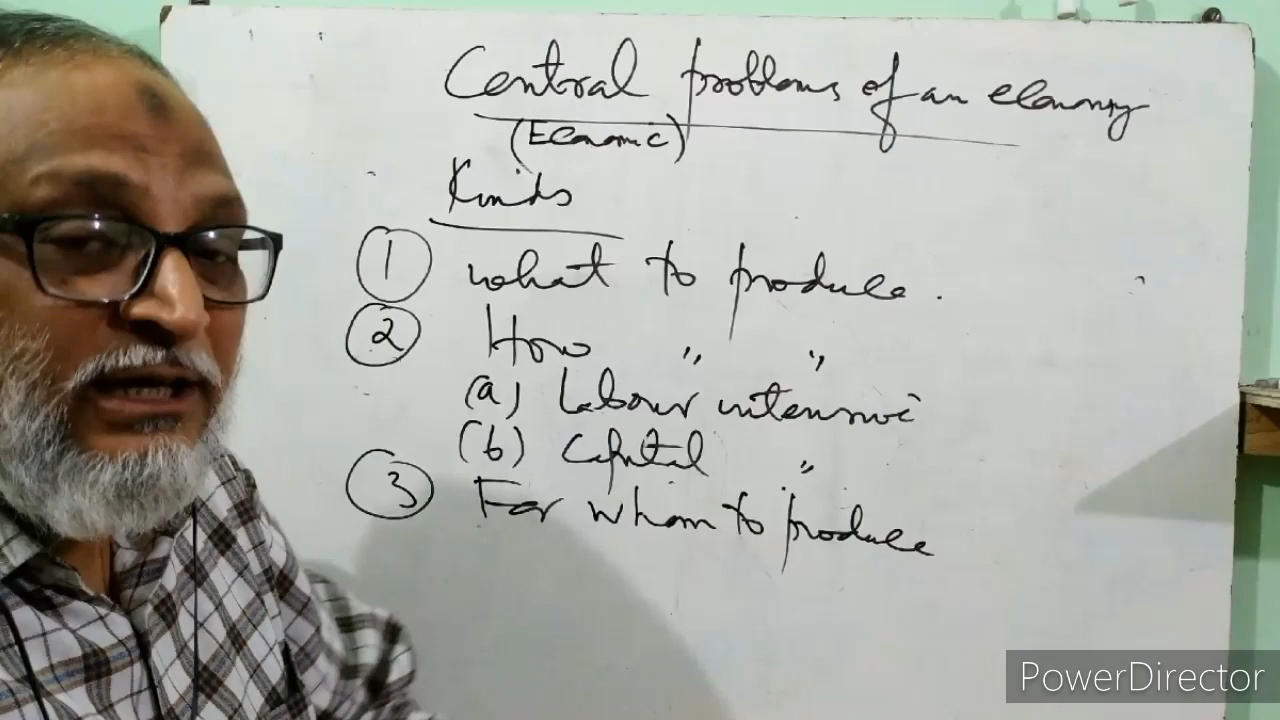 Central problems of an economy
(Economic)
Kinds
1 what to produce.
2 How " "
(a) Labour intensive
(b) Capital "
3 For whom to produce
PowerDirector